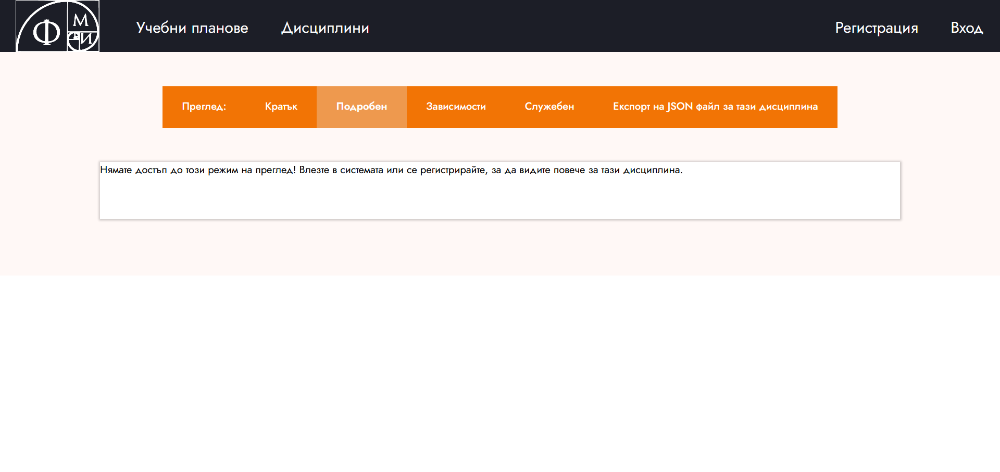 Ф М И
Учебни планове Дисциплини Регистрация Вход
Преглед: Кратък Подробен Зависимости Служебен Експорт на JSON файл за тази дисциплина
Нямате достъп до този режим на преглед! Влезте в системата или се регистрирайте, за да видите повече за тази дисциплина.